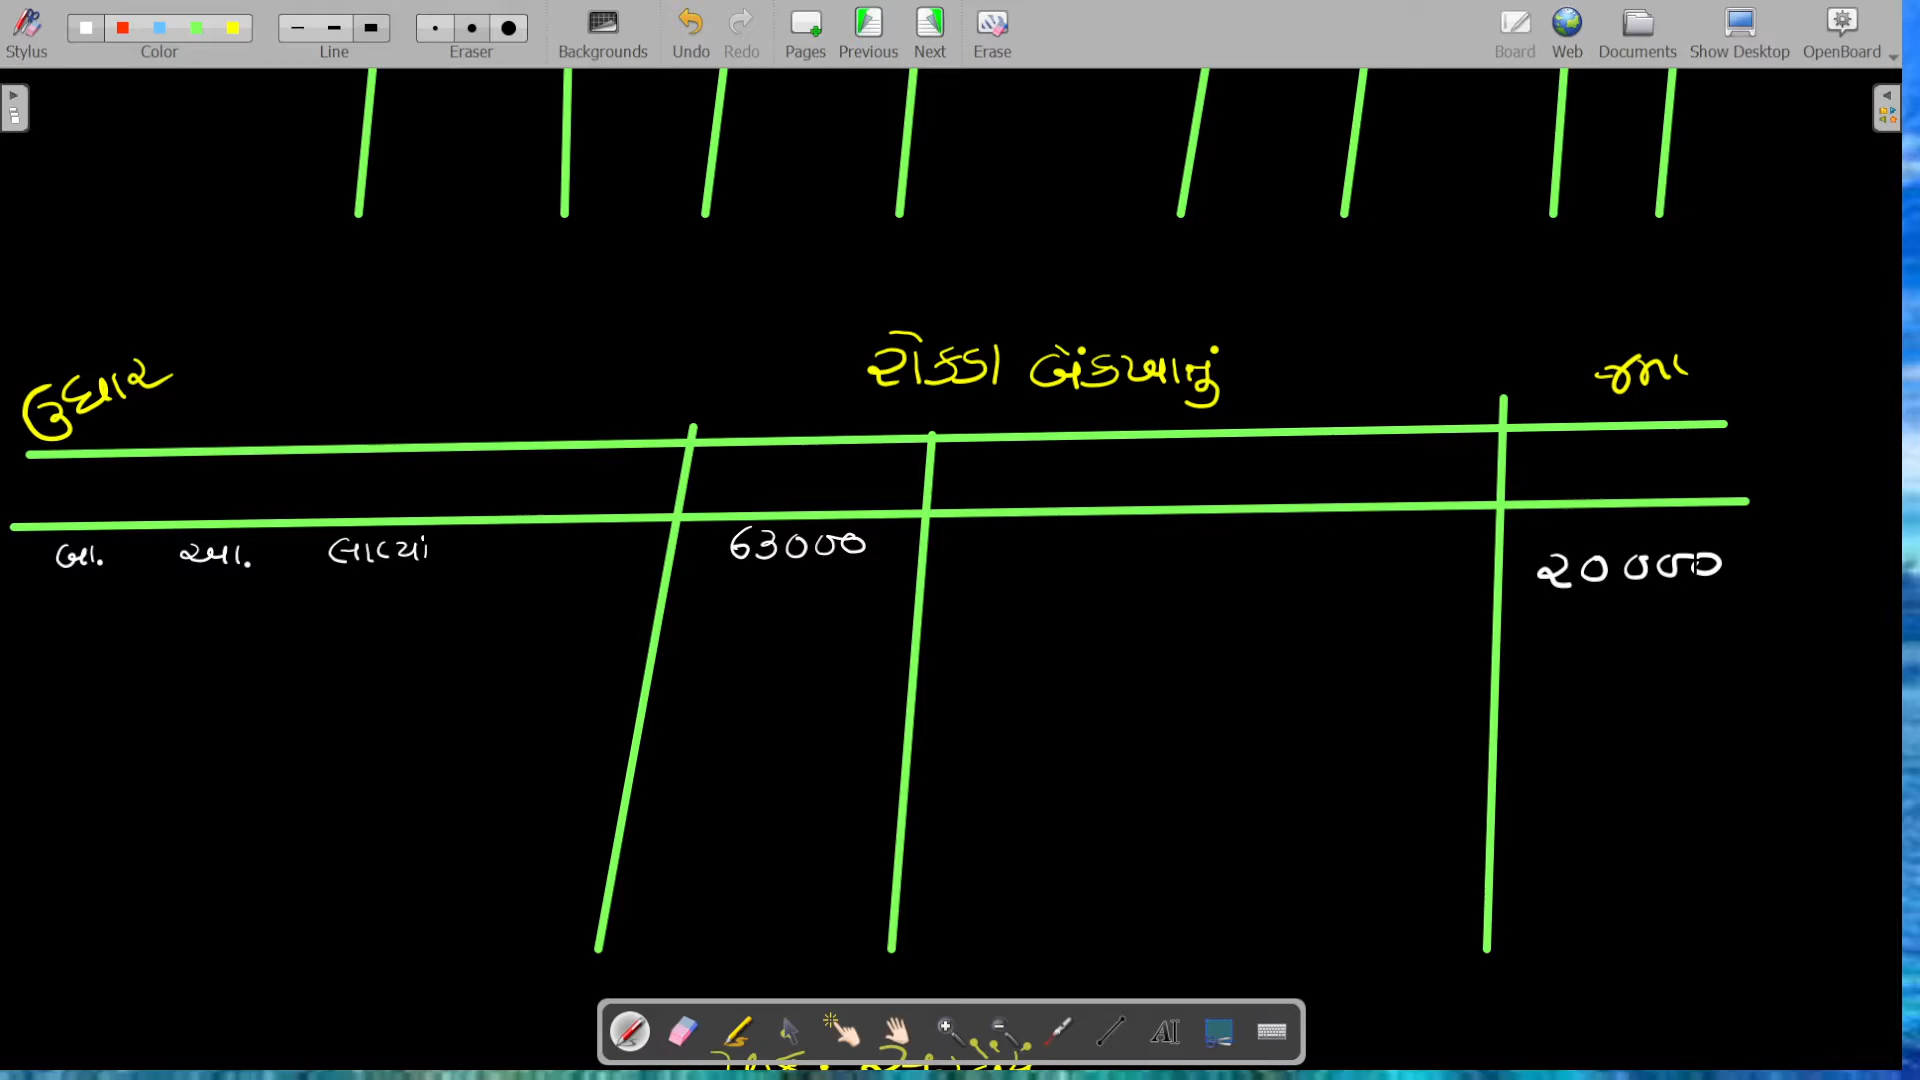 Stylus Color Line Eraser Backgrounds Undo Redo Pages Previous Next Erase Board Web Documents Show Desktop OpenBoard
ઉધાર રોકડ બેંકખાનું જમા
બા. આ. લાવ્યાં 63000
20000